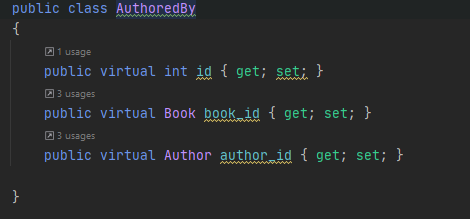 public class AuthoredBy
{
1 usage
public virtual int id { get; set; }
3 usages
public virtual Book book_id { get; set; }
3 usages
public virtual Author author_id { get; set; }
}